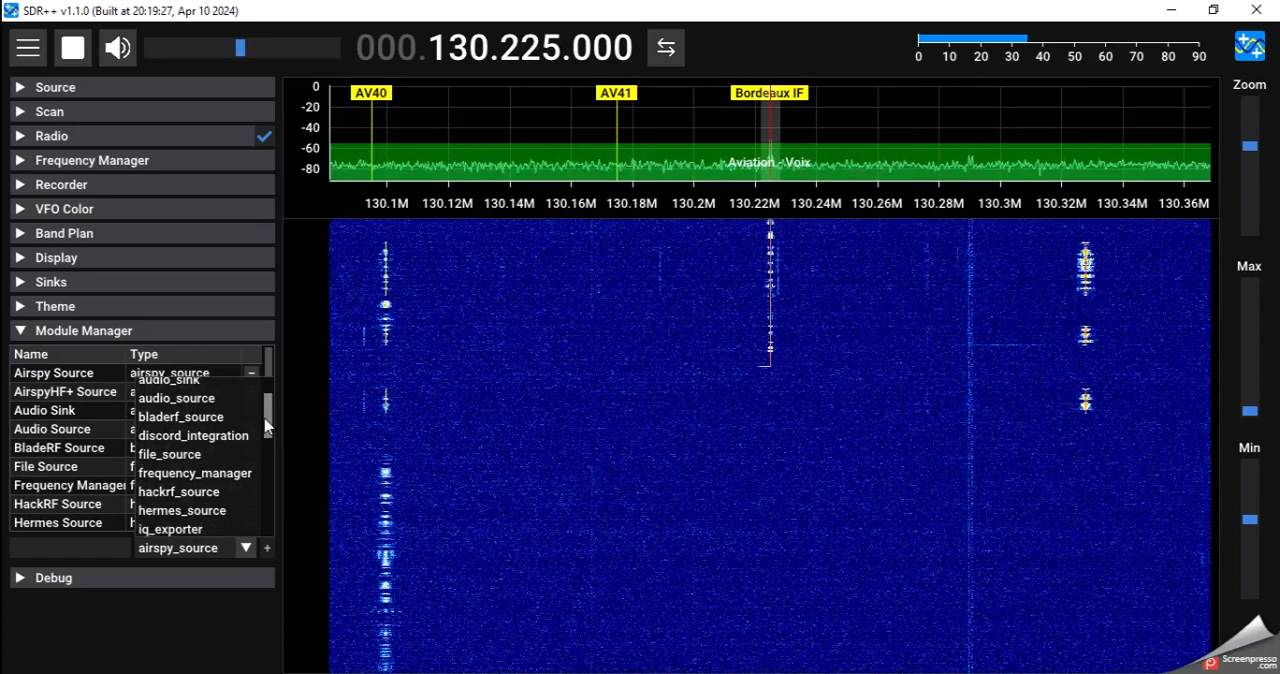 SDR++ v1.1.0 (Built at 20:19:27, Apr 10 2024)
000.130.225.000
0 10 20 30 40 50 60 70 80 90
Source
Scan
Radio
Frequency Manager
Recorder
VFO Color
Band Plan
Display
Sinks
Theme
Module Manager
Name Type
Airspy Source airspy_source
AirspyHF+ Source a
Audio Sink a
Audio Source a
BladeRF Source b
File Source f
Frequency Manager f
HackRF Source h
Hermes Source h
audio_sink
audio_source
bladerf_source
discord_integration
file_source
frequency_manager
hackrf_source
hermes_source
iq_exporter
airspy_source +
Debug
AV40 AV41 Bordeaux IF
0
-20
-40
-60
-80
Aviation - Voix
130.1M 130.12M 130.14M 130.16M 130.18M 130.2M 130.22M 130.24M 130.26M 130.28M 130.3M 130.32M 130.34M 130.36M
Zoom
Max
Min
Screenpresso
.com